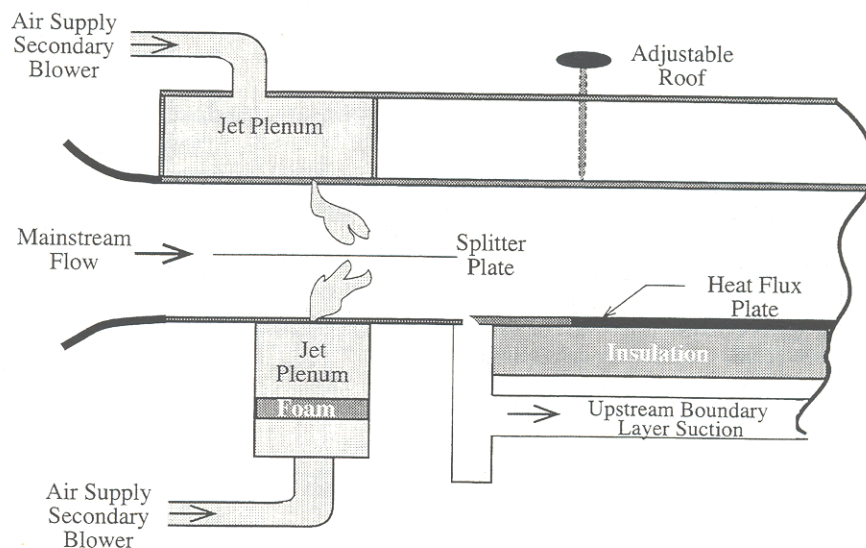 Air Supply
Secondary
Blower
Adjustable
Roof
Jet Plenum
Mainstream
Flow
Splitter
Plate
Heat Flux
Plate
Jet
Plenum
Insulation
Foam
Upstream Boundary
Layer Suction
Air Supply
Secondary
Blower